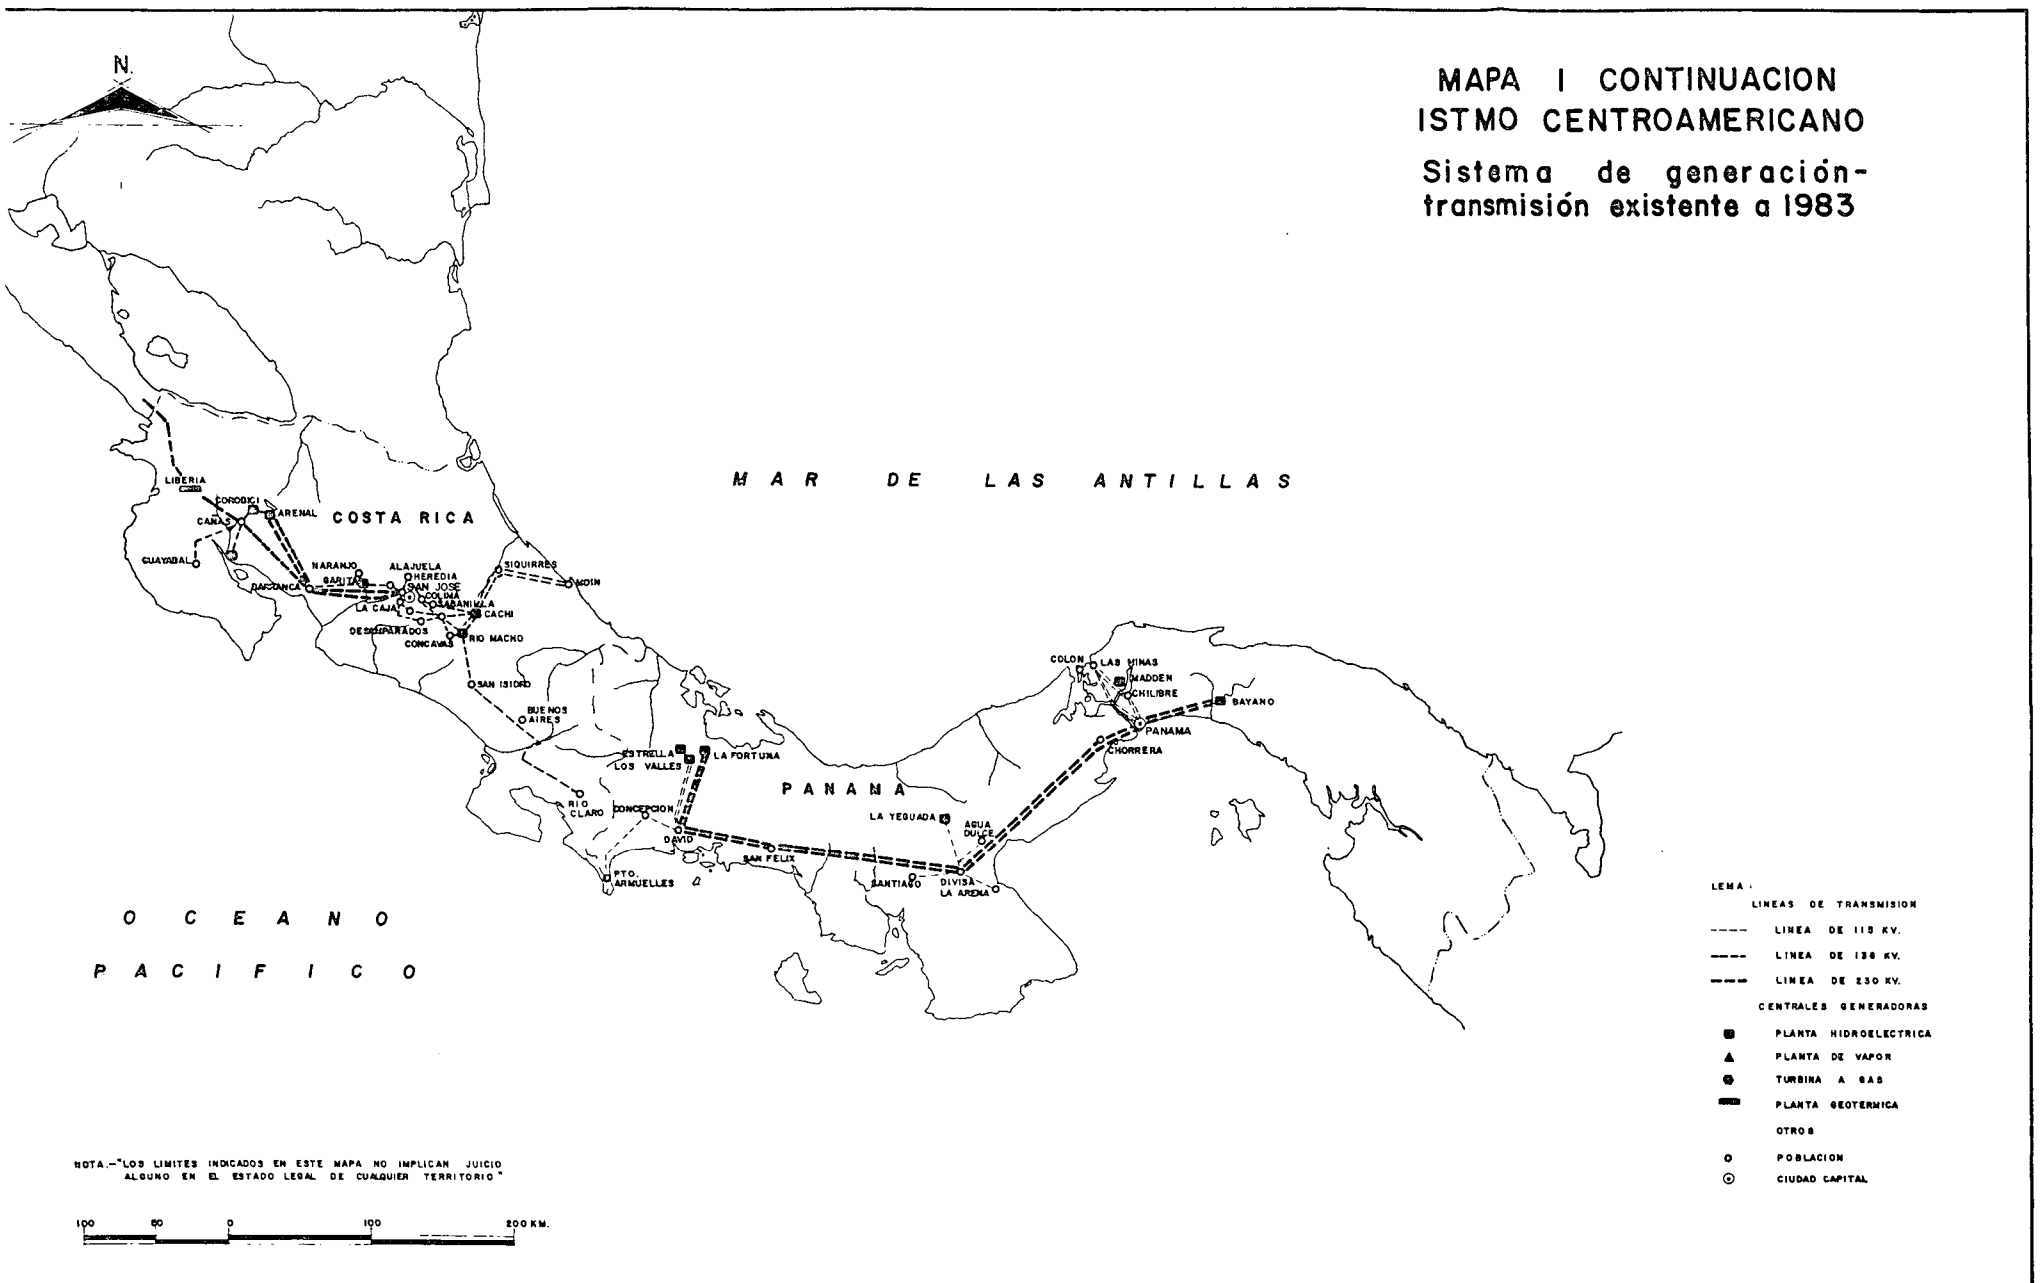 N.
MAPA I CONTINUACION
ISTMO CENTROAMERICANO
Sistema de generación-
transmisión existente a 1983
MAR DE LAS ANTILLAS
LIBERIA
COROBICI
ARENAL
CAÑAS
COSTA RICA
GUAYABAL
NARANJO
GARITA
ALAJUELA
HEREDIA
SAN JOSE
COLIMA
SABANILLA
SIQUIRRES
MOIN
BARRANCA
LA CAJA
CACHI
DESAMPARADOS
CONCAVAS
RIO MACHO
SAN ISIDRO
BUENOS
AIRES
RIO
CLARO
ESTRELLA
LOS VALLES
LA FORTUNA
CONCEPCION
DAVID
PTO.
ARMUELLES
SAN FELIX
PANAMA
LA YEGUADA
AGUA
DULCE
SANTIAGO
DIVISA
LA ARENA
COLON
LAS MINAS
MADDEN
CHILIBRE
BAYANO
PANAMA
CHORRERA
OCEANO
PACIFICO
LEMA:
LINEAS DE TRANSMISION
LINEA DE 115 KV.
LINEA DE 138 KV.
LINEA DE 230 KV.
CENTRALES GENERADORAS
PLANTA HIDROELECTRICA
PLANTA DE VAPOR
TURBINA A GAS
PLANTA GEOTERMICA
OTROS
POBLACION
CIUDAD CAPITAL
NOTA.-"LOS LIMITES INDICADOS EN ESTE MAPA NO IMPLICAN JUICIO
ALGUNO EN EL ESTADO LEGAL DE CUALQUIER TERRITORIO"
100 50 0 100 200 KM.